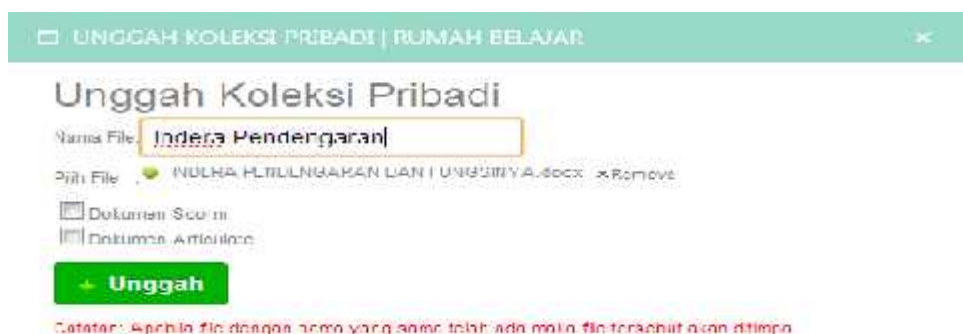 UNGGAH KOLEKSI PRIBADI | RUMAH BELAJAR ×
Unggah Koleksi Pribadi
Nama File: Indera Pendengaran
Pilih File : INDERA PENDENGARAN DAN FUNGSINYA.docx ×Remove
Dokumen Scorm
Dokumen Articulate
+ Unggah
Catatan: Apabila file dengan nama yang sama telah ada maka file tersebut akan ditimpa